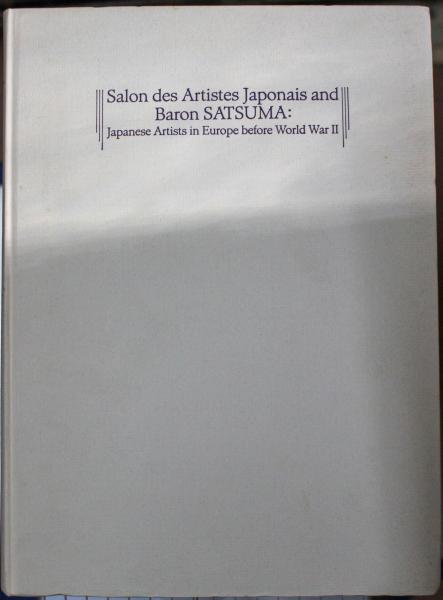 Salon des Artistes Japonais and
Baron SATSUMA:
Japanese Artists in Europe before World War II